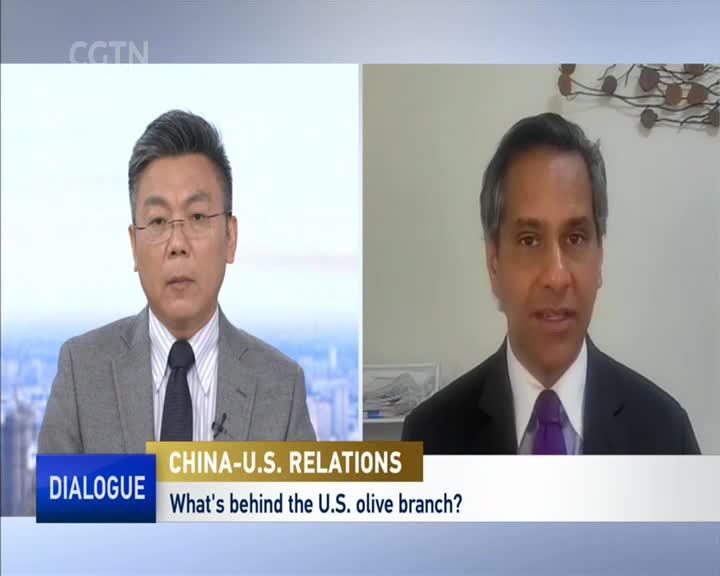 CGTN
CHINA-U.S. RELATIONS
DIALOGUE
What's behind the U.S. olive branch?